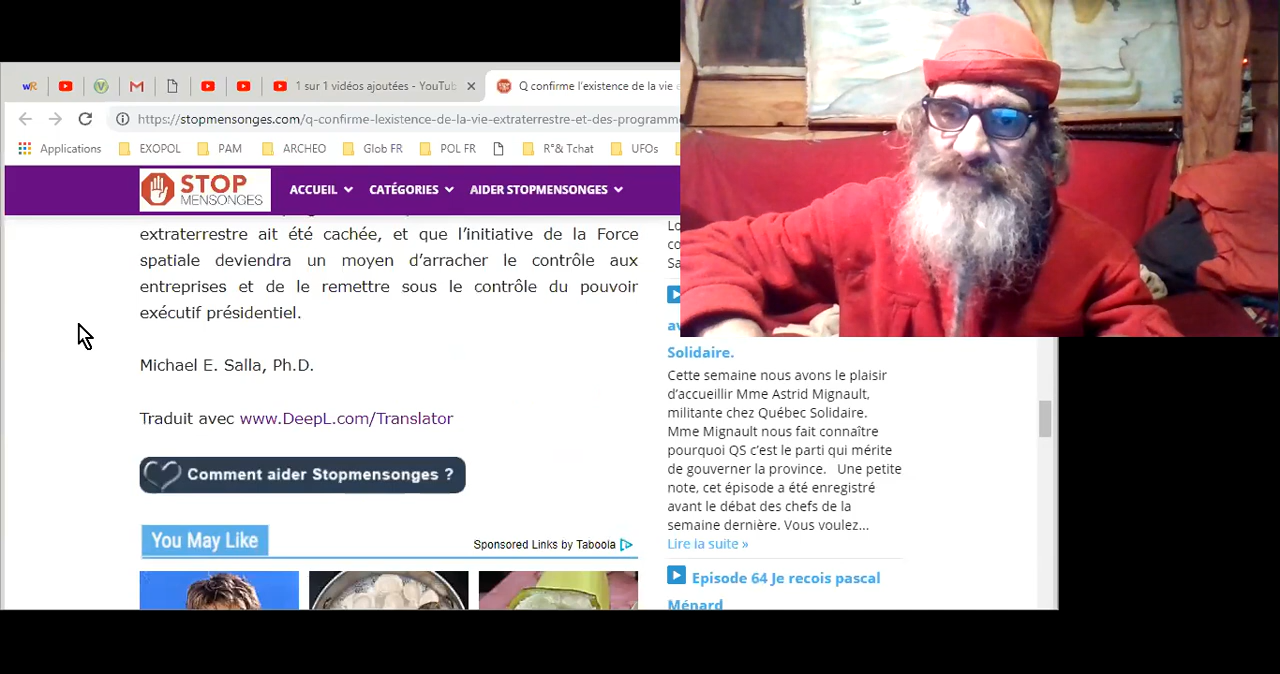 1 sur 1 vidéos ajoutées - YouTub
Q confirme l'existence de la vie e
https://stopmensonges.com/q-confirme-lexistence-de-la-vie-extraterrestre-et-des-programm
Applications EXOPOL PAM ARCHEO Glob FR POL FR R°& Tchat UFOs
STOP
MENSONGES
ACCUEIL CATÉGORIES AIDER STOPMENSONGES
extraterrestre ait été cachée, et que l'initiative de la Force
spatiale deviendra un moyen d'arracher le contrôle aux
entreprises et de le remettre sous le contrôle du pouvoir
exécutif présidentiel.
Michael E. Salla, Ph.D.
Traduit avec www.DeepL.com/Translator
Comment aider Stopmensonges ?
You May Like
Sponsored Links by Taboola
Lo
co
Sa
av
Solidaire.
Cette semaine nous avons le plaisir
d'accueillir Mme Astrid Mignault,
militante chez Québec Solidaire.
Mme Mignault nous fait connaître
pourquoi QS c'est le parti qui mérite
de gouverner la province. Une petite
note, cet épisode a été enregistré
avant le débat des chefs de la
semaine dernière. Vous voulez...
Lire la suite »
Episode 64 Je recois pascal
Ménard